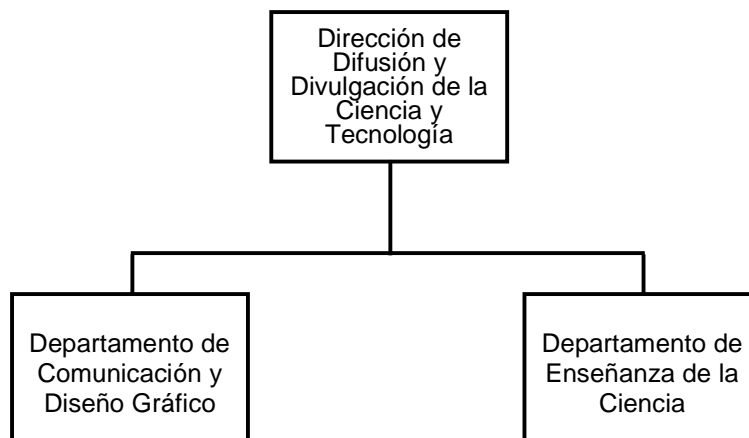 Dirección de
Difusión y
Divulgación de la
Ciencia y
Tecnología
Departamento de
Comunicación y
Diseño Gráfico
Departamento de
Enseñanza de la
Ciencia